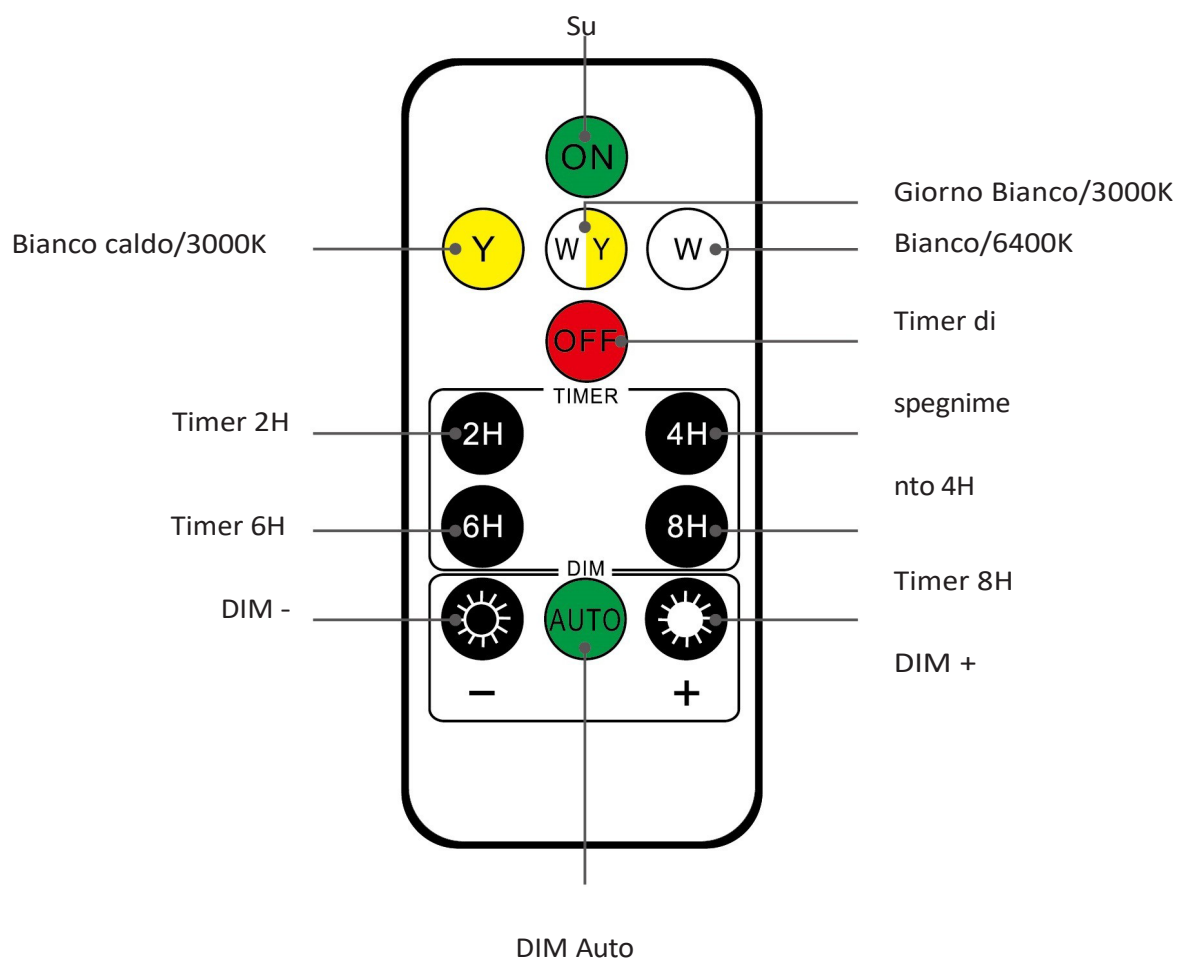 Su
ON
Giorno Bianco/3000K
Bianco caldo/3000K
Y
W Y
W
Bianco/6400K
OFF
Timer di
TIMER
spegnime
Timer 2H
2H
4H
nto 4H
Timer 6H
6H
8H
DIM
Timer 8H
DIM -
AUTO
DIM +
− +
DIM Auto